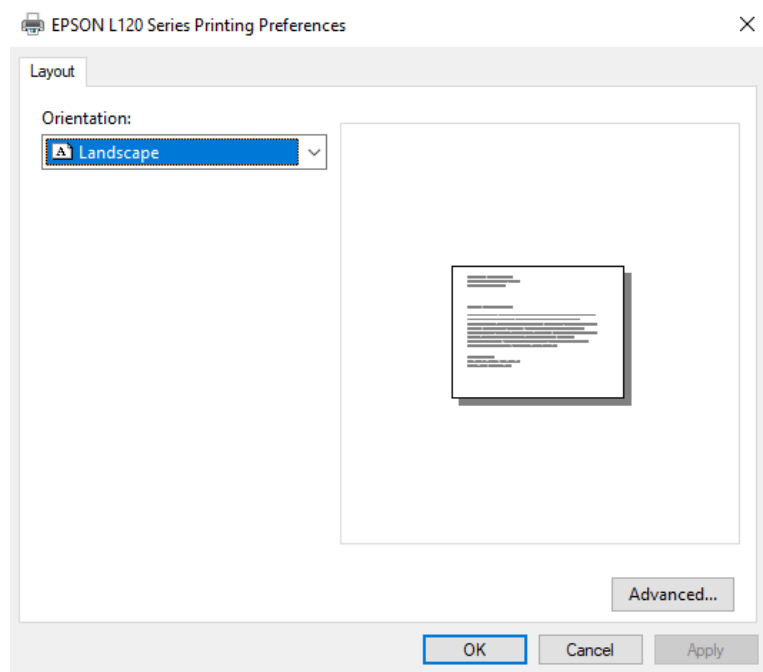 EPSON L120 Series Printing Preferences
Layout
Orientation:
A Landscape
Advanced...
OK Cancel Apply